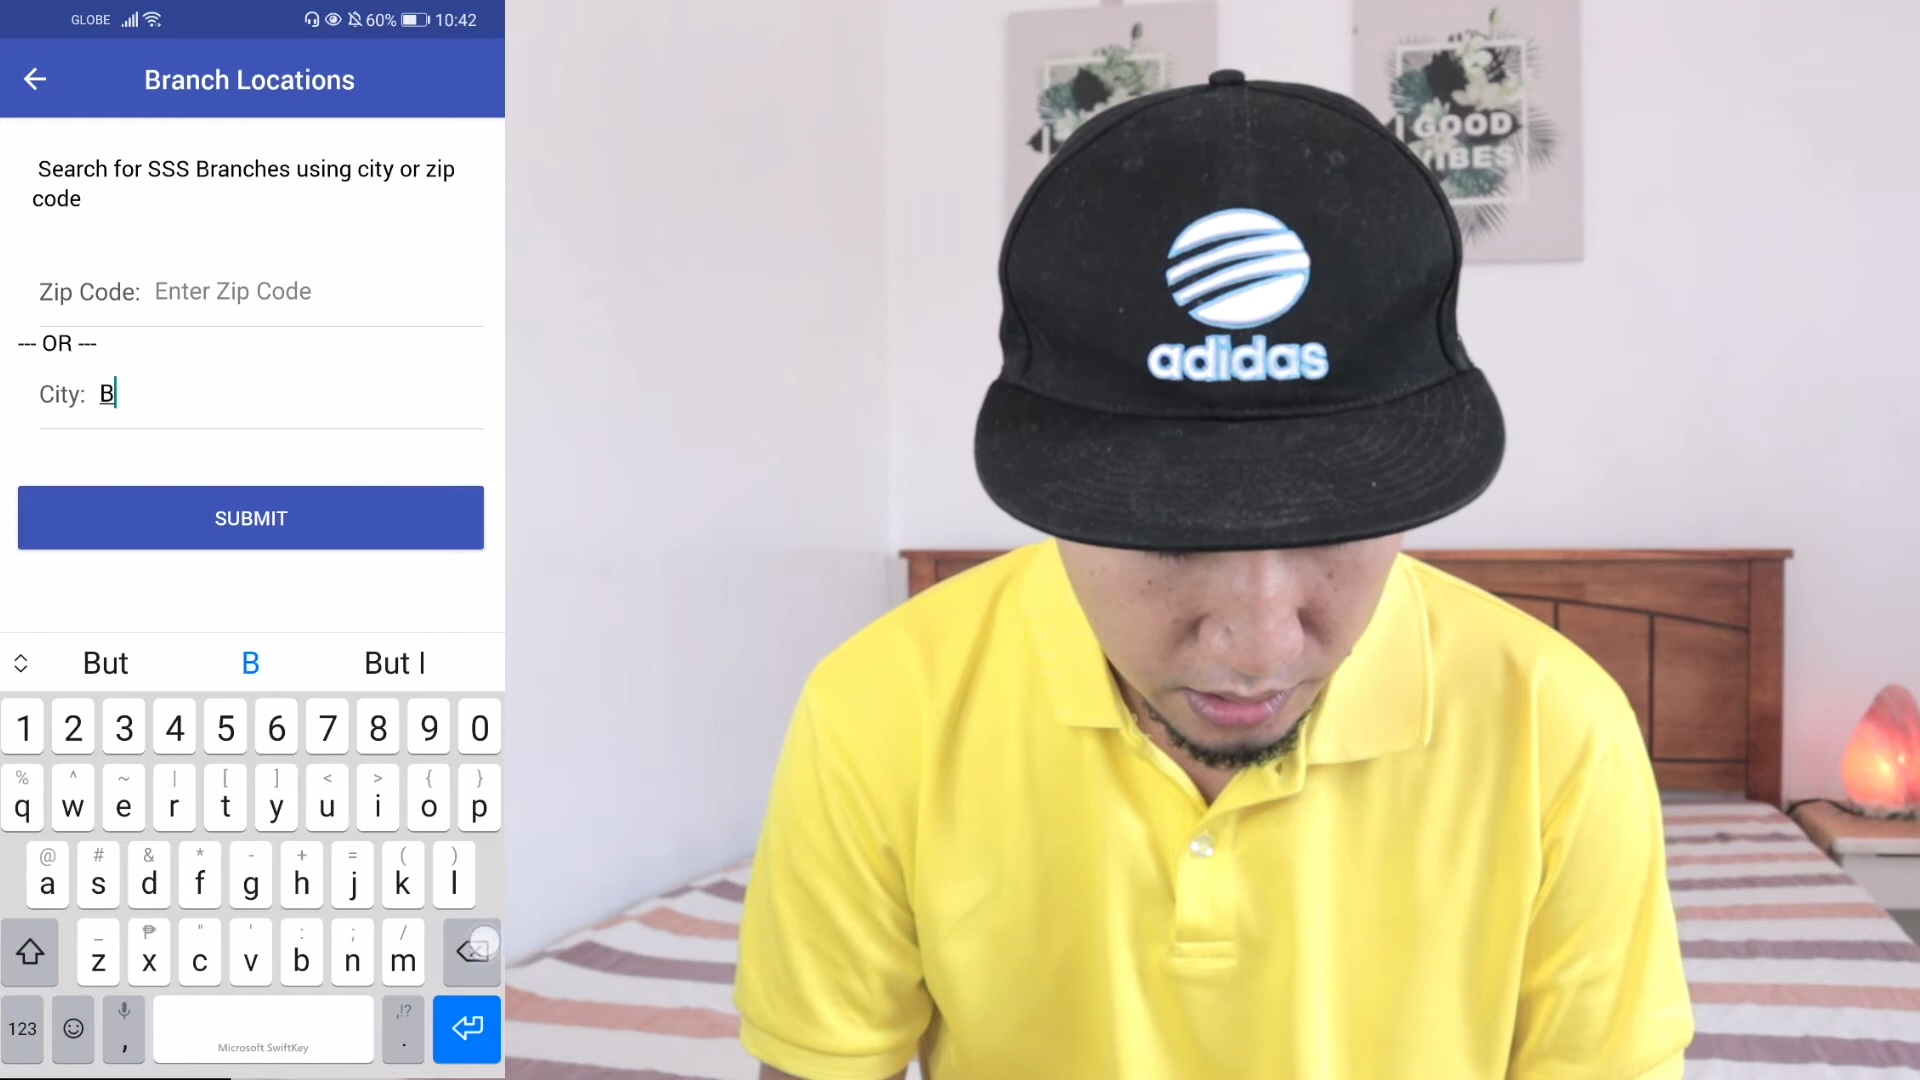 GLOBE 60% 10:42
Branch Locations
Search for SSS Branches using city or zip
code
Zip Code: Enter Zip Code
--- OR ---
City: B
SUBMIT
But B But I
1 2 3 4 5 6 7 8 9 0
% ^ ~ | [ ] < > { }
q w e r t y u i o p
@ # & * - + = ( )
a s d f g h j k l
_ ₱ " ' : ; /
z x c v b n m
123 , ,!? .
Microsoft SwiftKey
GOOD
VIBES
adidas